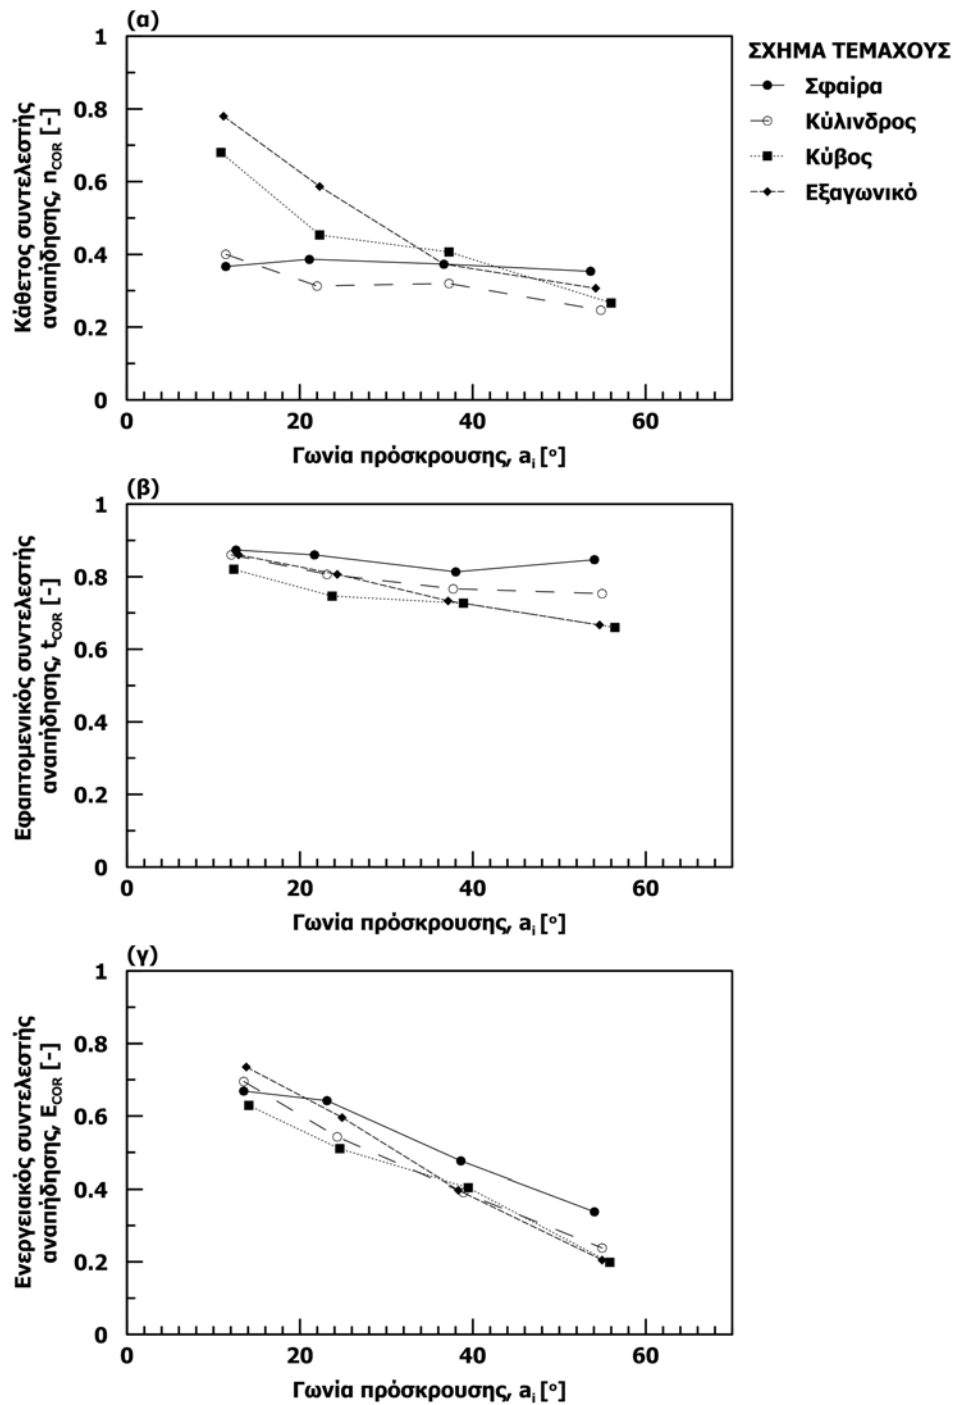 (α)
1
0.8
0.6
0.4
0.2
0
0
20
40
60
Κάθετος συντελεστής
αναπήδησης, nCOR [-]
Γωνία πρόσκρουσης, ai [°]
ΣΧΗΜΑ ΤΕΜΑΧΟΥΣ
Σφαίρα
Κύλινδρος
Κύβος
Εξαγωνικό
(β)
1
0.8
0.6
0.4
0.2
0
0
20
40
60
Εφαπτομενικός συντελεστής
αναπήδησης, tCOR [-]
Γωνία πρόσκρουσης, ai [°]
(γ)
1
0.8
0.6
0.4
0.2
0
0
20
40
60
Ενεργειακός συντελεστής
αναπήδησης, ECOR [-]
Γωνία πρόσκρουσης, ai [°]